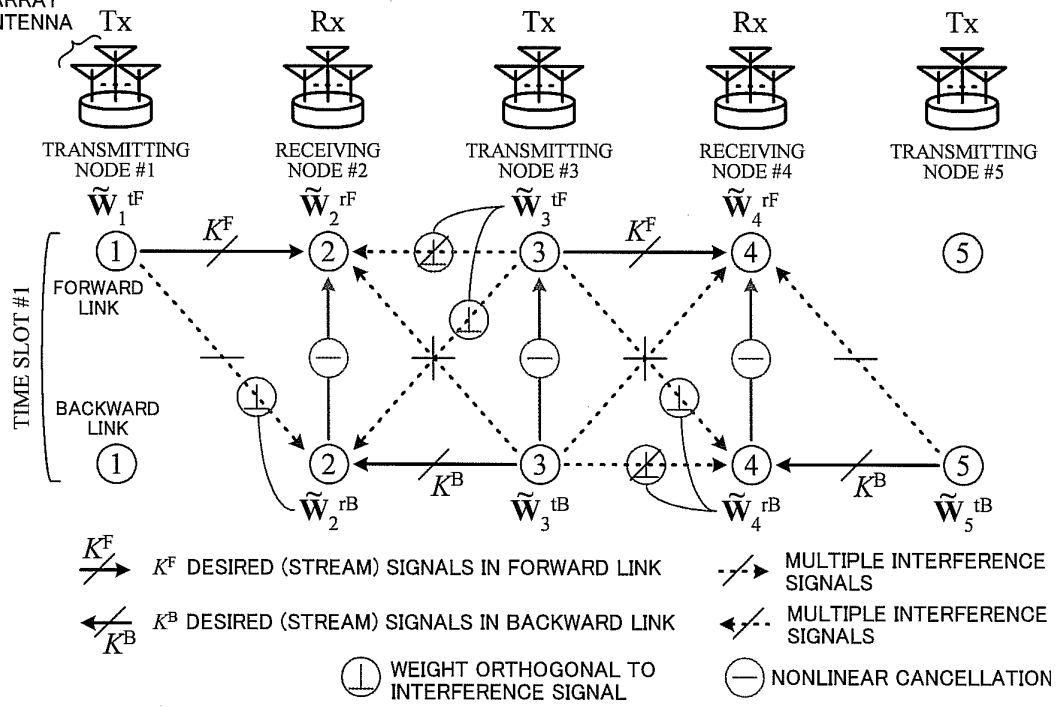 ARRAY
ANTENNA
Tx Rx Tx Rx Tx
TRANSMITTING NODE #1
RECEIVING NODE #2
TRANSMITTING NODE #3
RECEIVING NODE #4
TRANSMITTING NODE #5
W̃₁ᵗᶠ W̃₂ʳᶠ W̃₃ᵗᶠ W̃₄ʳᶠ
Kᶠ Kᶠ
1 2 3 4 5
FORWARD
LINK
TIME SLOT #1
BACKWARD
LINK
1 2 3 4 5
Kᴮ Kᴮ
W̃₂ʳᴮ W̃₃ᵗᴮ W̃₄ʳᴮ W̃₅ᵗᴮ
Kᶠ Kᶠ DESIRED (STREAM) SIGNALS IN FORWARD LINK
MULTIPLE INTERFERENCE
SIGNALS
Kᴮ Kᴮ DESIRED (STREAM) SIGNALS IN BACKWARD LINK
MULTIPLE INTERFERENCE
SIGNALS
WEIGHT ORTHOGONAL TO
INTERFERENCE SIGNAL
NONLINEAR CANCELLATION